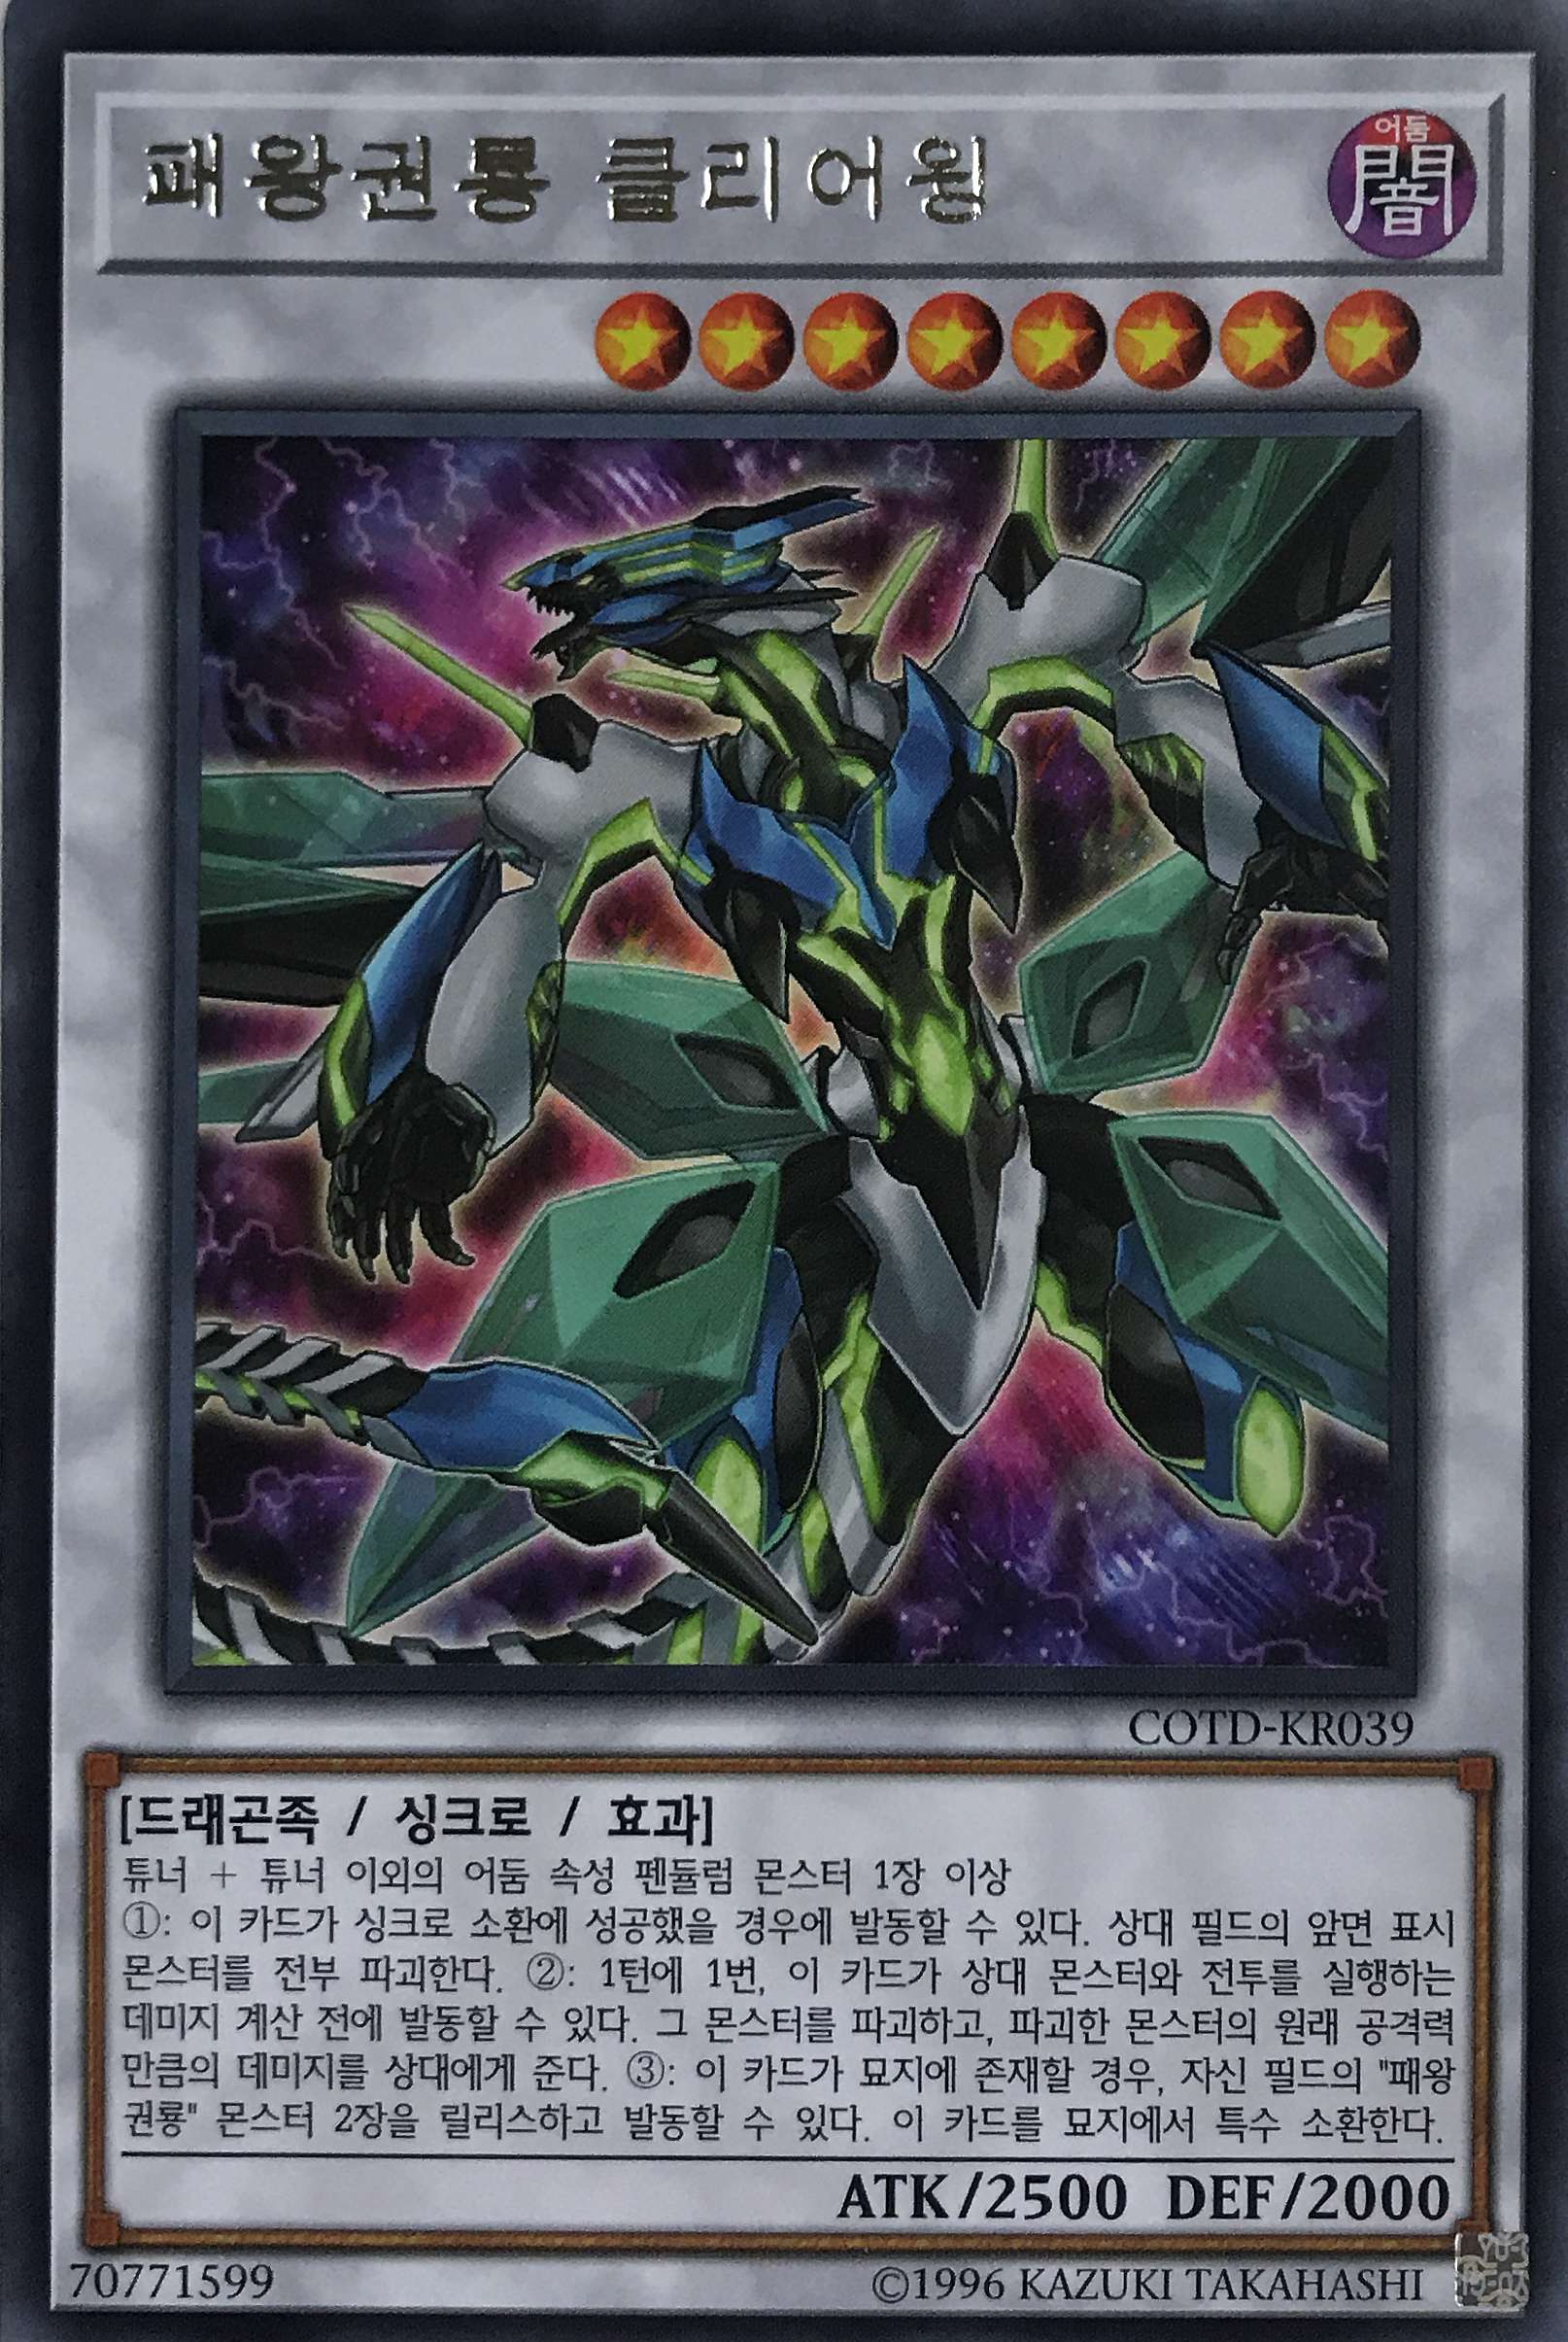 패왕권룡 클리어윙
어둠
闇
COTD-KR039
[드래곤족 / 싱크로 / 효과]
튜너 + 튜너 이외의 어둠 속성 펜듈럼 몬스터 1장 이상
①: 이 카드가 싱크로 소환에 성공했을 경우에 발동할 수 있다. 상대 필드의 앞면 표시
몬스터를 전부 파괴한다. ②: 1턴에 1번, 이 카드가 상대 몬스터와 전투를 실행하는
데미지 계산 전에 발동할 수 있다. 그 몬스터를 파괴하고, 파괴한 몬스터의 원래 공격력
만큼의 데미지를 상대에게 준다. ③: 이 카드가 묘지에 존재할 경우, 자신 필드의 "패왕
권룡" 몬스터 2장을 릴리스하고 발동할 수 있다. 이 카드를 묘지에서 특수 소환한다.
ATK/2500 DEF/2000
70771599
©1996 KAZUKI TAKAHASHI